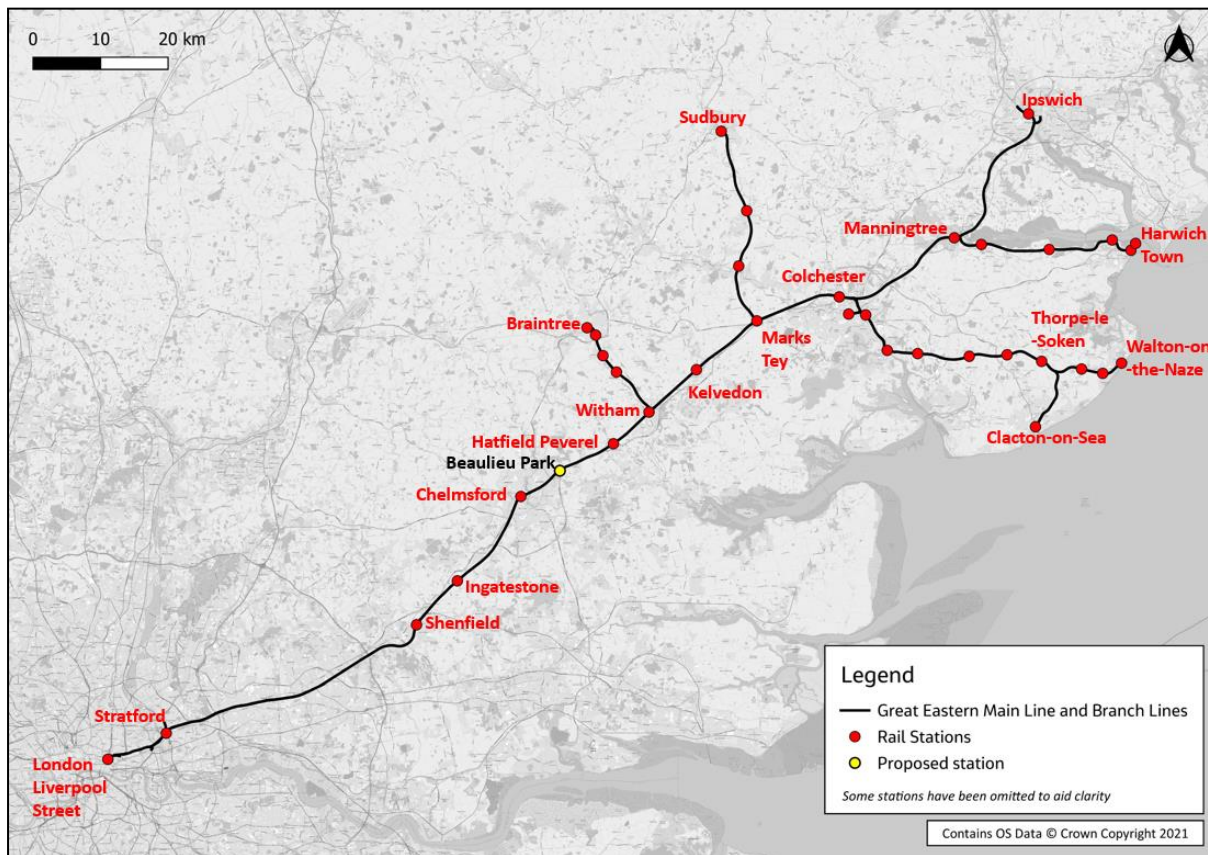 0 10 20 km
Ipswich
Sudbury
Manningtree
Harwich
Town
Colchester
Braintree
Marks
Tey
Thorpe-le
-Soken
Walton-on
-the-Naze
Kelvedon
Witham
Clacton-on-Sea
Hatfield Peverel
Beaulieu Park
Chelmsford
Ingatestone
Shenfield
Stratford
London
Liverpool
Street
Legend
Great Eastern Main Line and Branch Lines
Rail Stations
Proposed station
Some stations have been omitted to aid clarity
Contains OS Data © Crown Copyright 2021